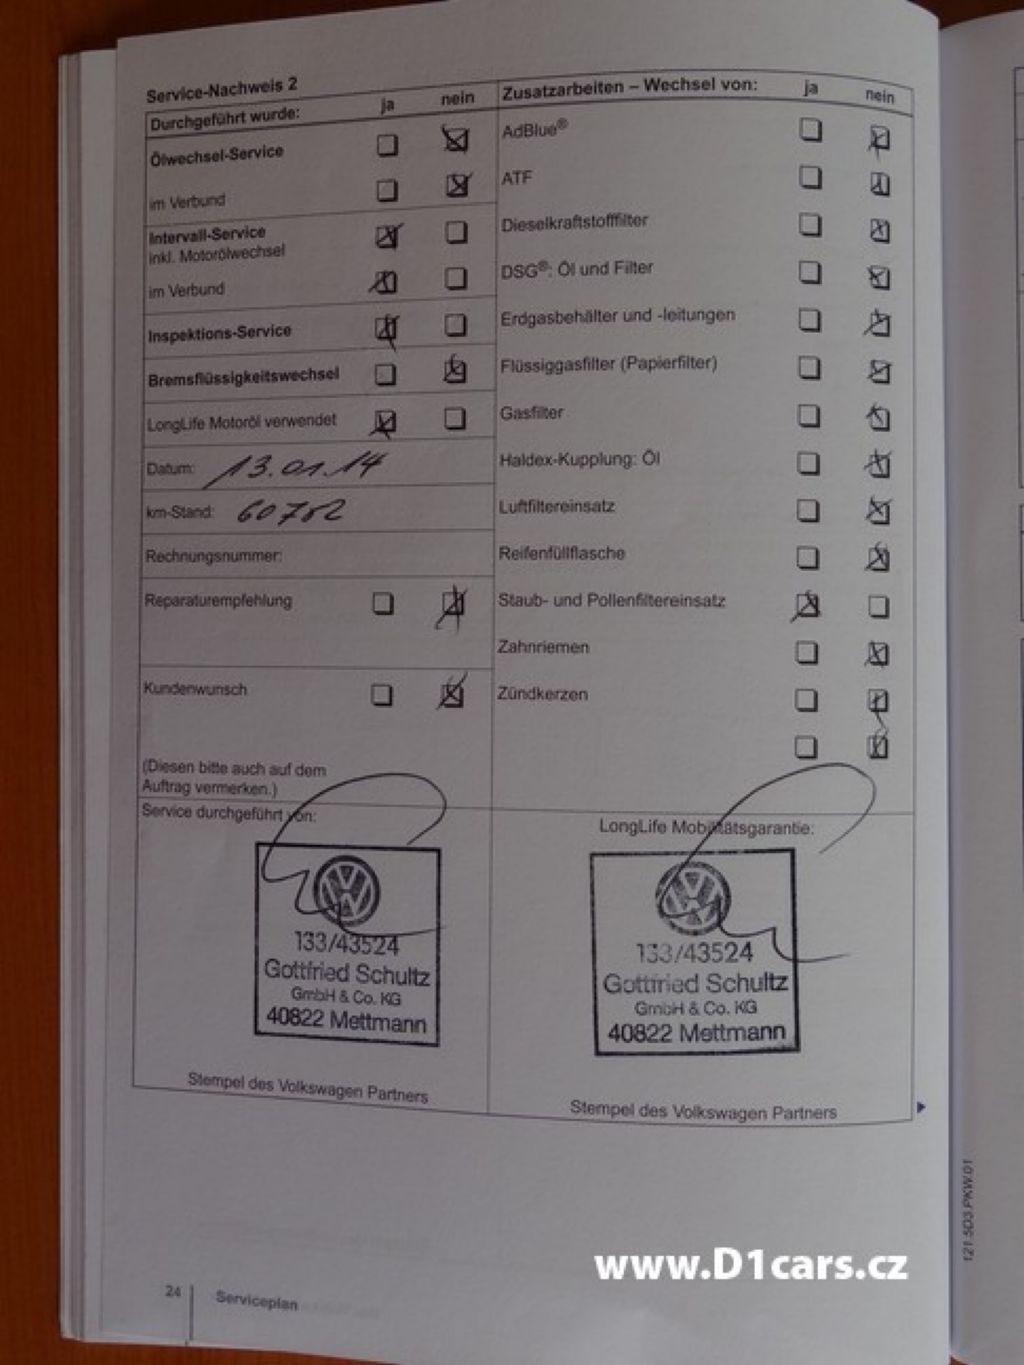 Service-Nachweis 2
Durchgeführt wurde: ja nein
Ölwechsel-Service
im Verbund
Intervall-Service
inkl. Motorölwechsel
im Verbund
Inspektions-Service
Bremsflüssigkeitswechsel
LongLife Motoröl verwendet
Datum: 13.01.14
km-Stand: 60782
Rechnungsnummer:
Reparaturempfehlung
Kundenwunsch
(Diesen bitte auch auf dem
Auftrag vermerken.)
Service durchgeführt von:
133/43524
Gottfried Schultz
GmbH & Co. KG
40822 Mettmann
Stempel des Volkswagen Partners
Zusatzarbeiten – Wechsel von: ja nein
AdBlue®
ATF
Dieselkraftstofffilter
DSG®: Öl und Filter
Erdgasbehälter und -leitungen
Flüssiggasfilter (Papierfilter)
Gasfilter
Haldex-Kupplung: Öl
Luftfiltereinsatz
Reifenfüllflasche
Staub- und Pollenfiltereinsatz
Zahnriemen
Zündkerzen
LongLife Mobilitätsgarantie:
133/43524
Gottfried Schultz
GmbH & Co. KG
40822 Mettmann
Stempel des Volkswagen Partners
121.5D3.PKW.01
www.D1cars.cz
24 Serviceplan